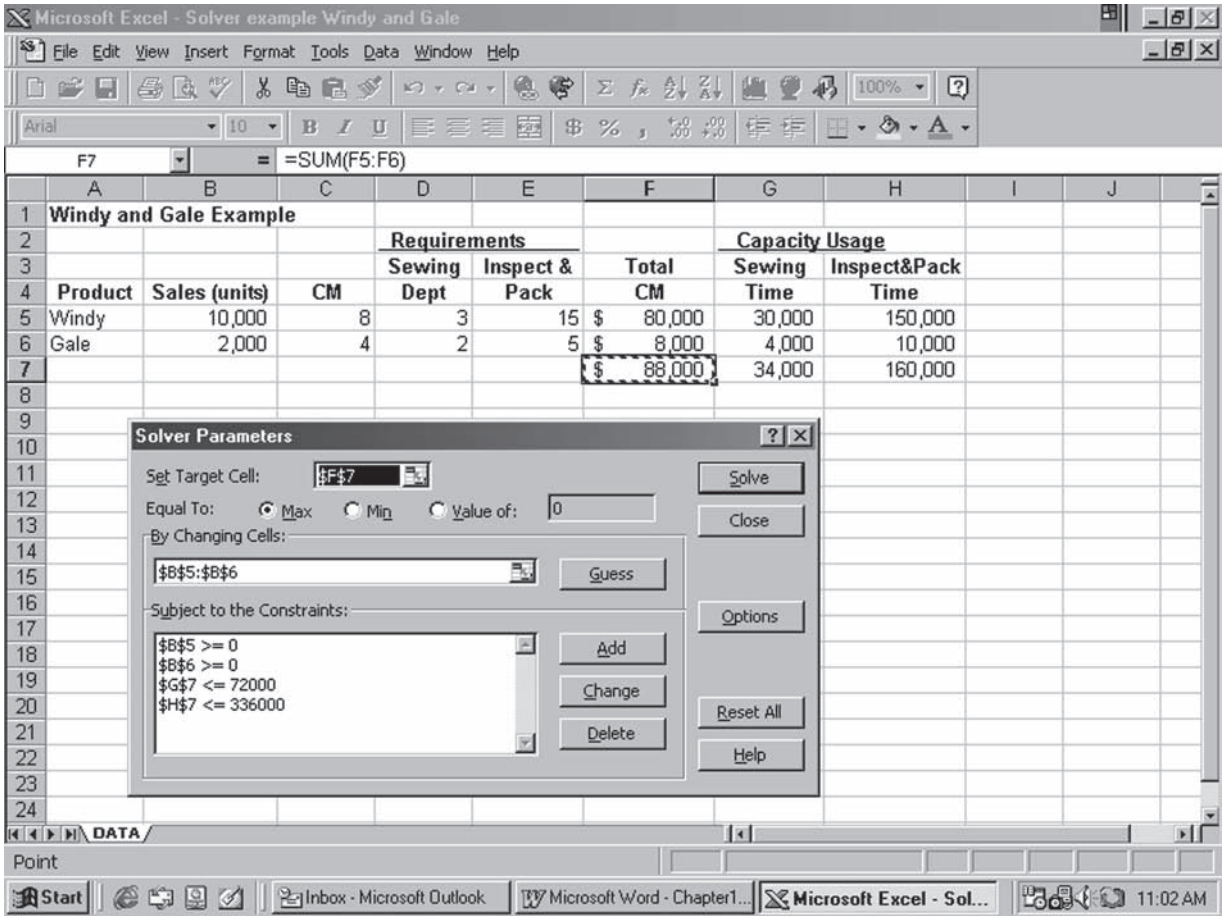 Microsoft Excel - Solver example Windy and Gale
File Edit View Insert Format Tools Data Window Help
100%
Arial 10 B I U $ % ,
F7 = =SUM(F5:F6)
A B C D E F G H I J
1 Windy and Gale Example
2 Requirements Capacity Usage
3 Sewing Inspect & Total Sewing Inspect&Pack
4 Product Sales (units) CM Dept Pack CM Time Time
5 Windy 10,000 8 3 15 $ 80,000 30,000 150,000
6 Gale 2,000 4 2 5 $ 8,000 4,000 10,000
7 $ 88,000 34,000 160,000
8
9
10
11
12
13
14
15
16
17
18
19
20
21
22
23
24
Solver Parameters
Set Target Cell: $F$7 Solve
Equal To: Max Min Value of: 0 Close
By Changing Cells:
$B$5:$B$6 Guess
Subject to the Constraints: Options
$B$5 >= 0 Add
$B$6 >= 0
$G$7 <= 72000 Change
$H$7 <= 336000 Reset All
Delete
Help
DATA
Point
Start Inbox - Microsoft Outlook Microsoft Word - Chapter1... Microsoft Excel - Sol... 11:02 AM